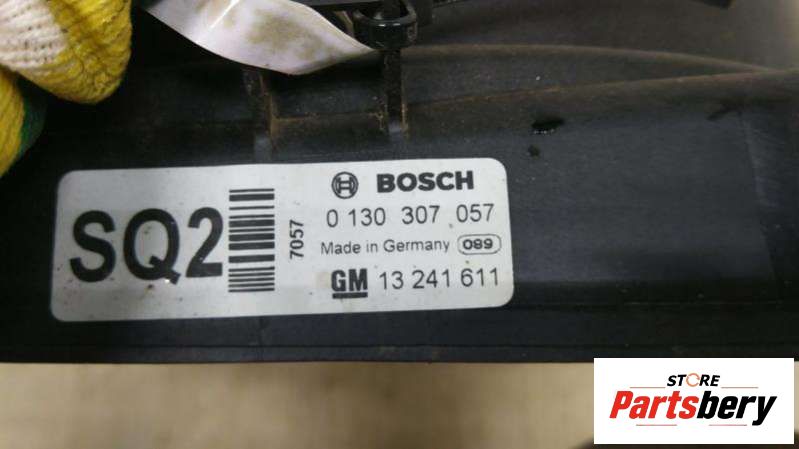 SQ2
7057
BOSCH
0 130 307 057
Made in Germany 089
GM 13 241 611
STORE
Partsbery